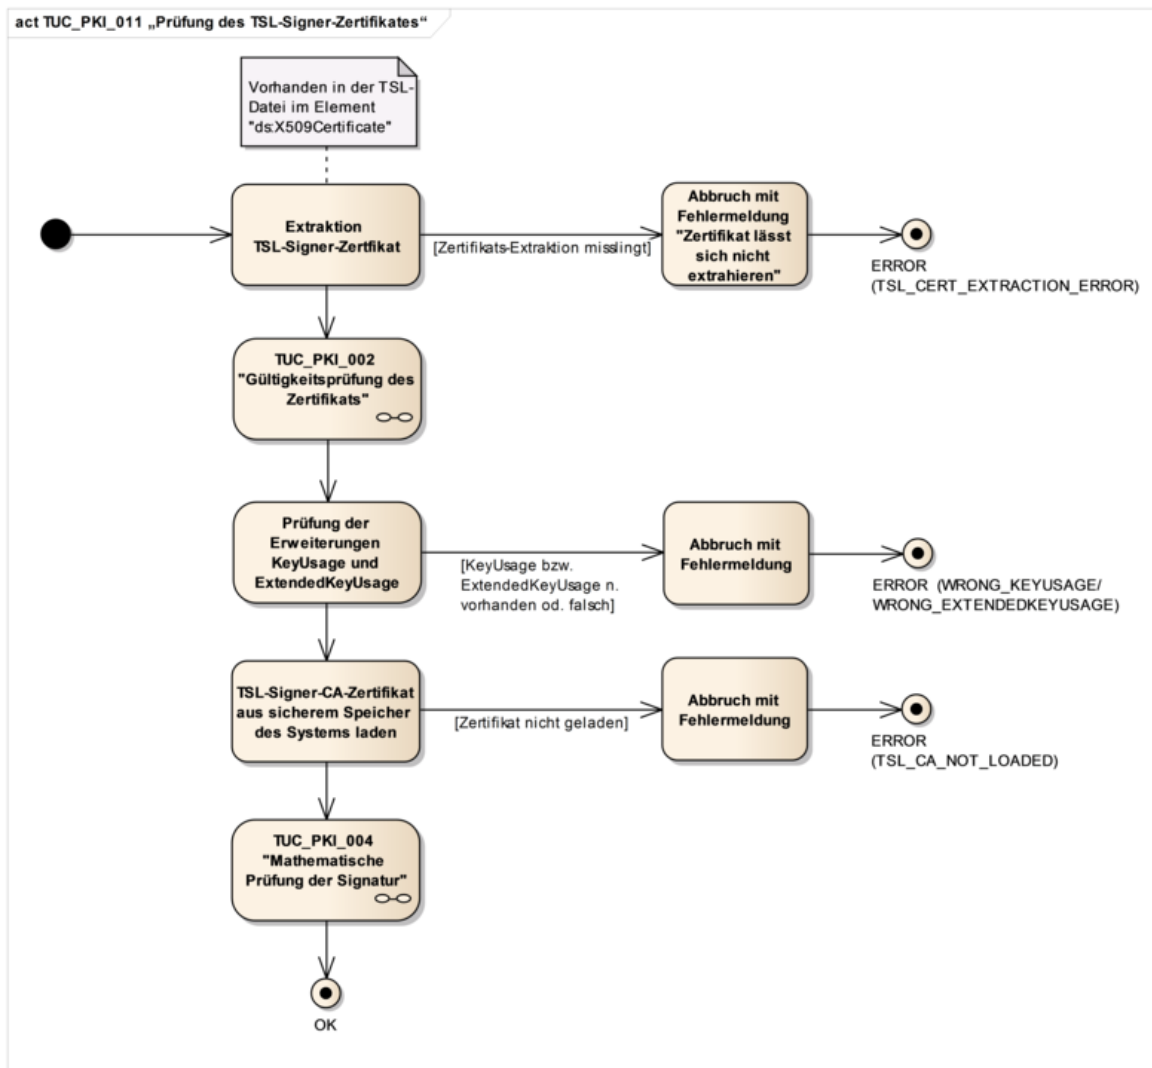 act TUC_PKI_011 „Prüfung des TSL-Signer-Zertifikates“
Vorhanden in der TSL-
Datei im Element
"ds:X509Certificate"
Extraktion
TSL-Signer-Zertfikat
[Zertifikats-Extraktion misslingt]
Abbruch mit
Fehlermeldung
"Zertifikat lässt
sich nicht
extrahieren"
ERROR
(TSL_CERT_EXTRACTION_ERROR)
TUC_PKI_002
"Gültigkeitsprüfung des
Zertifikats"
Prüfung der
Erweiterungen
KeyUsage und
ExtendedKeyUsage
[KeyUsage bzw.
ExtendedKeyUsage n.
vorhanden od. falsch]
Abbruch mit
Fehlermeldung
ERROR (WRONG_KEYUSAGE/
WRONG_EXTENDEDKEYUSAGE)
TSL-Signer-CA-Zertifikat
aus sicherem Speicher
des Systems laden
[Zertifikat nicht geladen]
Abbruch mit
Fehlermeldung
ERROR
(TSL_CA_NOT_LOADED)
TUC_PKI_004
"Mathematische
Prüfung der Signatur"
OK